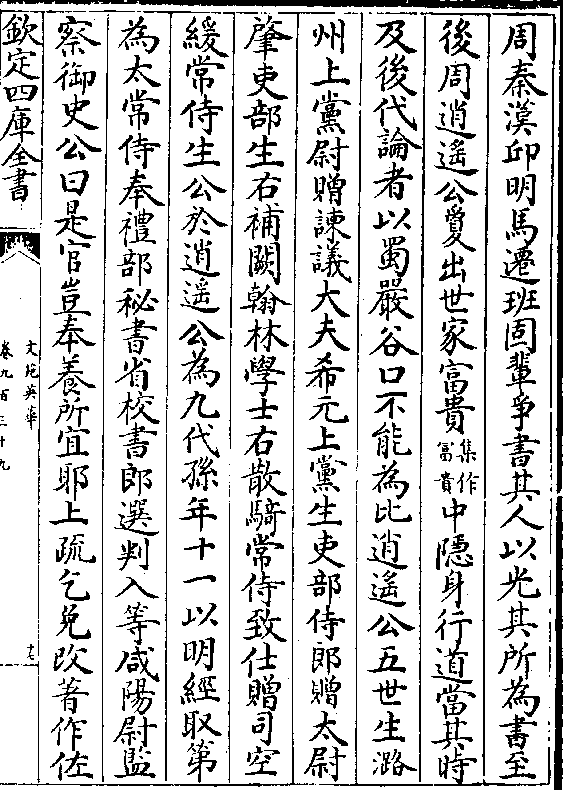 周秦漢邱明馬遷班固輩爭書其人以光其所為書至
後周逍遙公夐出世家富貴集作冨貴中隱身行道當其時
及後代論者以蜀嚴谷口不能為比逍遙公五世生潞
州上黨尉贈諫議大夫希元上黨生吏部侍郎贈太尉
肇吏部生右補闕翰林學士右散騎常侍致仕贈司空
綬常侍生公於逍遙公為九代孫年十一以明經取第
為太常侍奉禮部秘書省校書郎選判入等咸陽尉監
察御史公曰是官豈奉養所宜耶上疏乞免改著作佐
欽定四庫全書
文苑英華
卷九百三十九